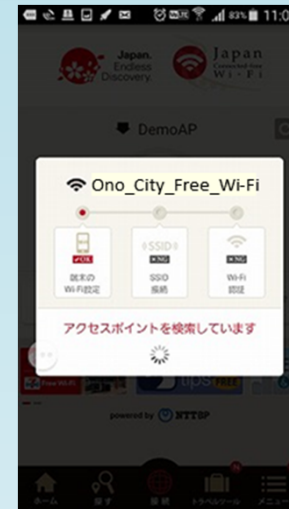 83% 11:0
Japan.
Endless
Discovery.
Japan
Connected-free
Wi-Fi
DemoAP
Ono_City_Free_Wi-Fi
OK
端末の
Wi-Fi設定
SSID
NG
SSID
接続
NG
Wi-Fi
認証
アクセスポイントを検索しています
Free Wi-Fi
tips
powered by NTTBP
N
ホーム
探す
接続
トラベルツール
メニュー